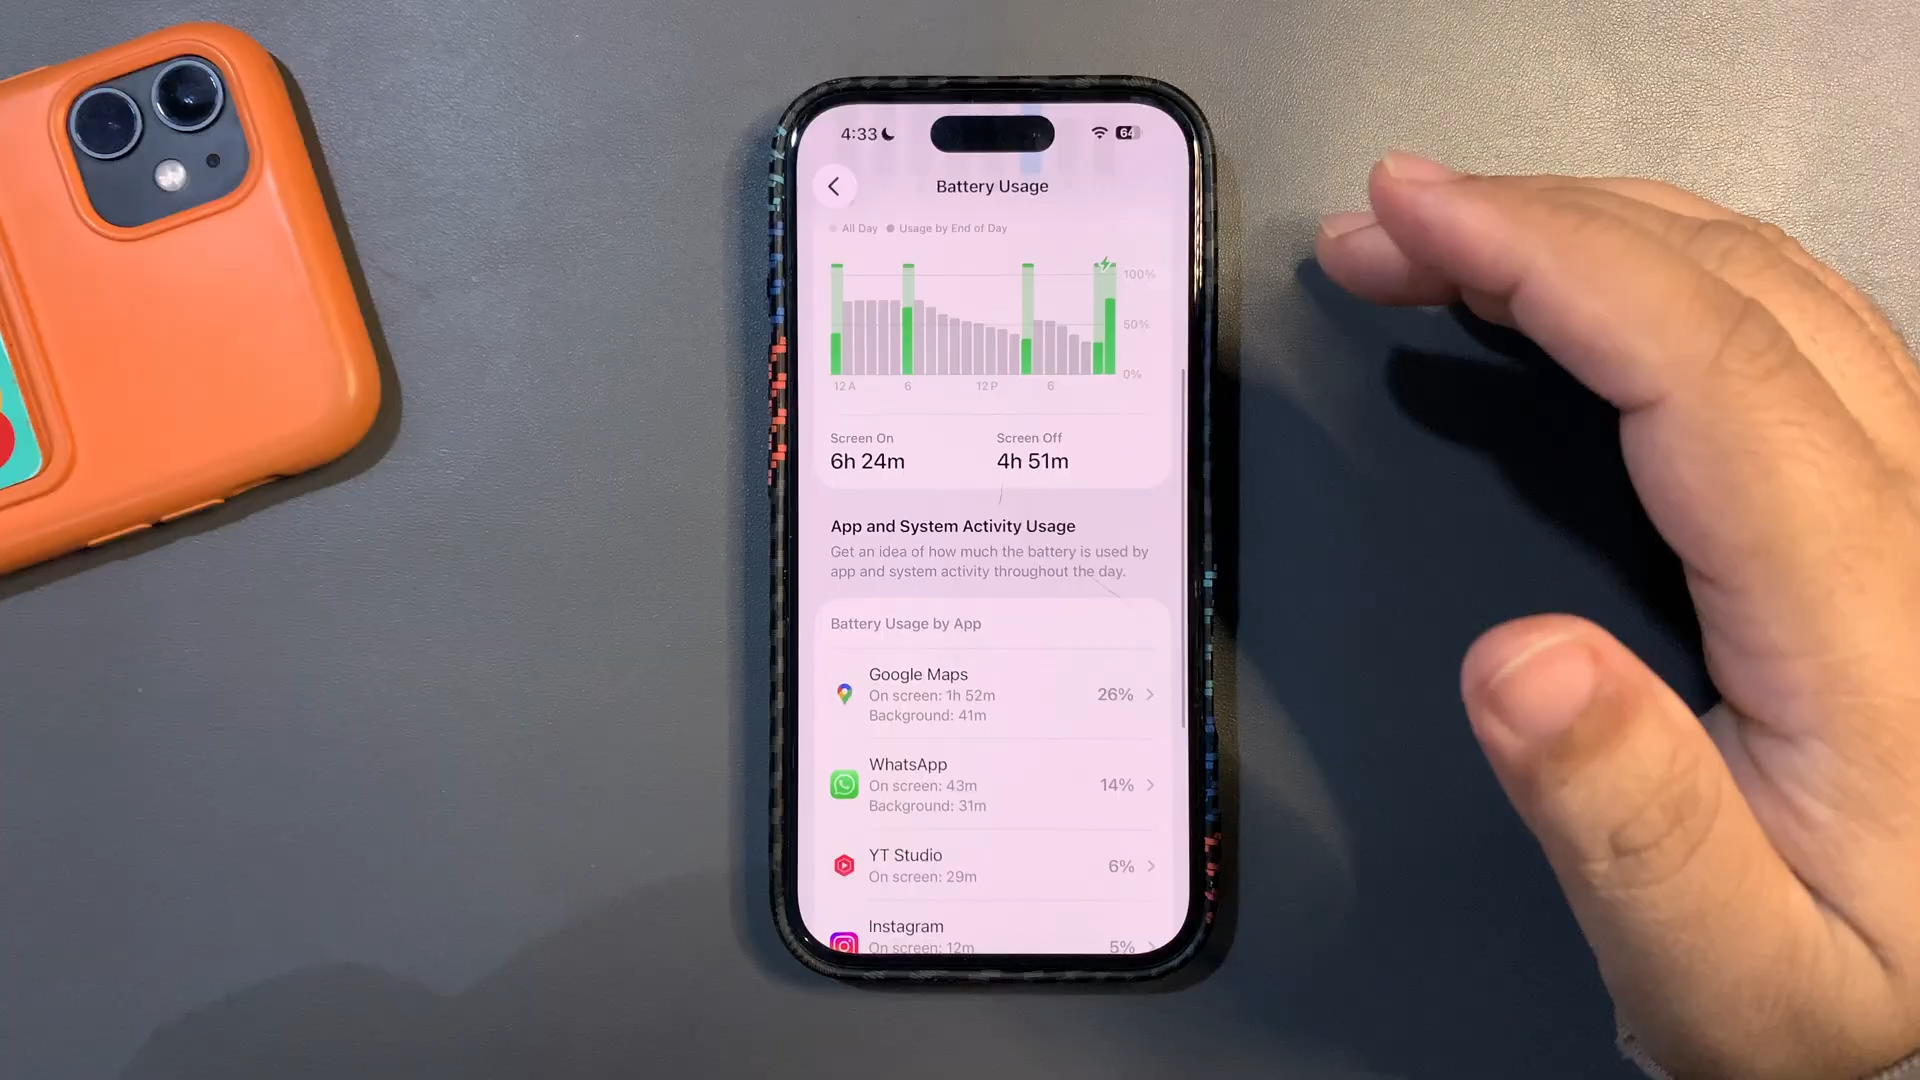 4:33
64
Battery Usage
All Day
Usage by End of Day
100%
50%
0%
12 A
6
12 P
6
Screen On
Screen Off
6h 24m
4h 51m
App and System Activity Usage
Get an idea of how much the battery is used by
app and system activity throughout the day.
Battery Usage by App
Google Maps
On screen: 1h 52m
Background: 41m
26%
WhatsApp
On screen: 43m
Background: 31m
14%
YT Studio
On screen: 29m
6%
Instagram
On screen: 12m
5%